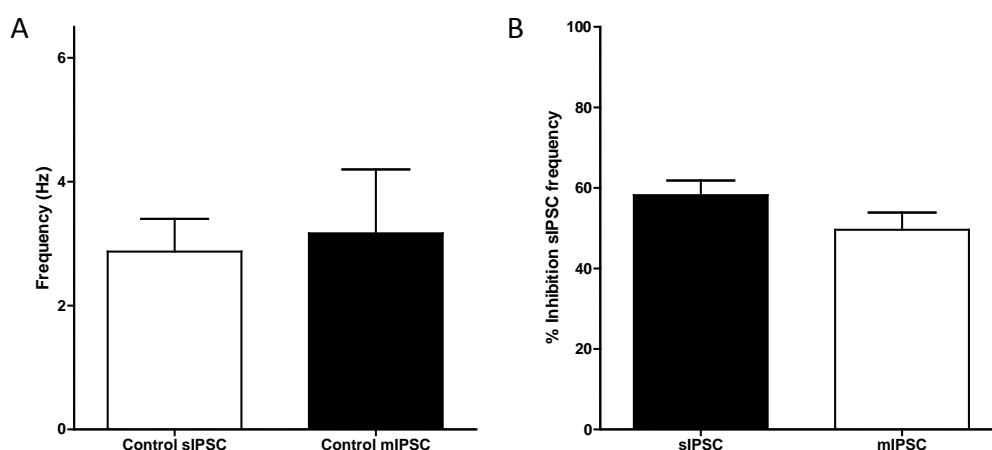 A
Frequency (Hz)
6
4
2
0
Control sIPSC
Control mIPSC
B
% Inhibition sIPSC frequency
100
80
60
40
20
0
sIPSC
mIPSC